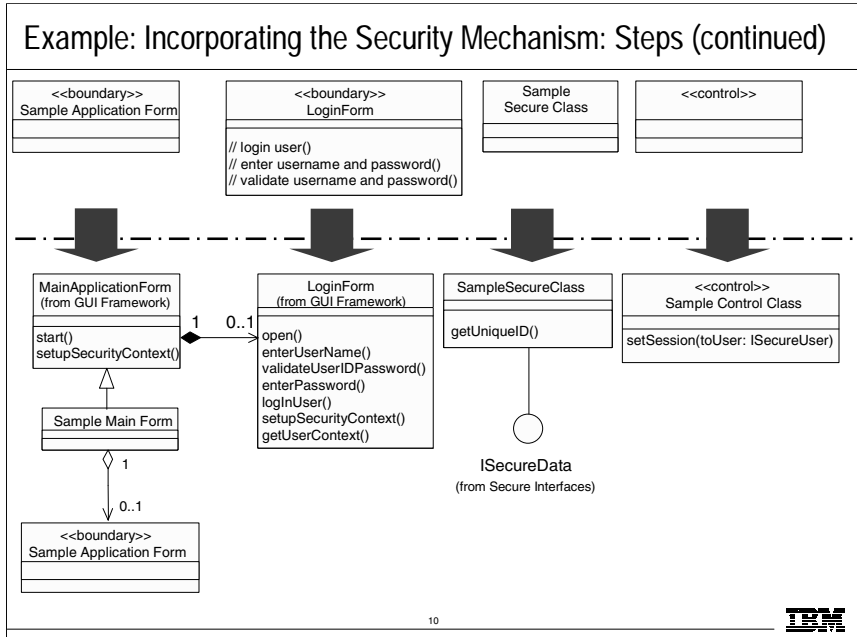 Example: Incorporating the Security Mechanism: Steps (continued)
<<boundary>>
Sample Application Form
<<boundary>>
LoginForm
// login user()
// enter username and password()
// validate username and password()
Sample
Secure Class
<<control>>
MainApplicationForm
(from GUI Framework)
start()
setupSecurityContext()
1
0..1
LoginForm
(from GUI Framework)
open()
enterUserName()
validateUserIDPassword()
enterPassword()
logInUser()
setupSecurityContext()
getUserContext()
SampleSecureClass
getUniqueID()
<<control>>
Sample Control Class
setSession(toUser: ISecureUser)
Sample Main Form
1
0..1
ISecureData
(from Secure Interfaces)
<<boundary>>
Sample Application Form
10
IBM